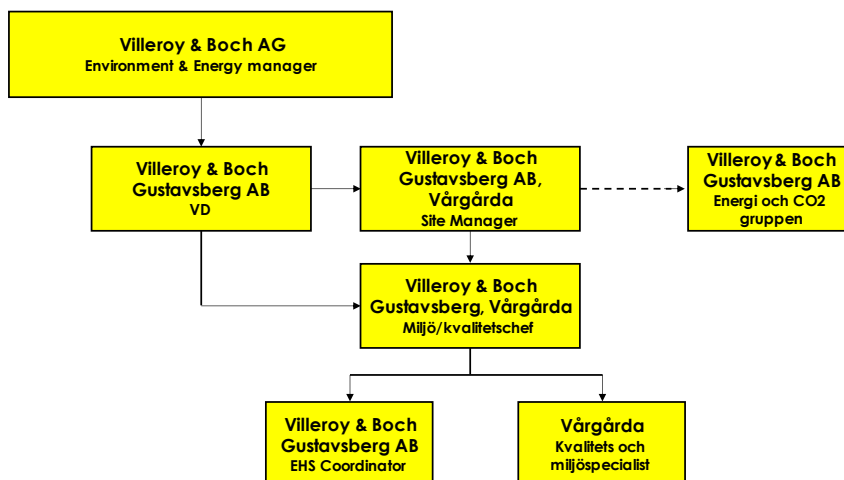 Villeroy & Boch AG
Environment & Energy manager
Villeroy & Boch
Gustavsberg AB
VD
Villeroy & Boch
Gustavsberg AB,
Vårgårda
Site Manager
Villeroy & Boch
Gustavsberg AB
Energi och CO2
gruppen
Villeroy & Boch
Gustavsberg, Vårgårda
Miljö/kvalitetschef
Villeroy & Boch
Gustavsberg AB
EHS Coordinator
Vårgårda
Kvalitets och
miljöspecialist